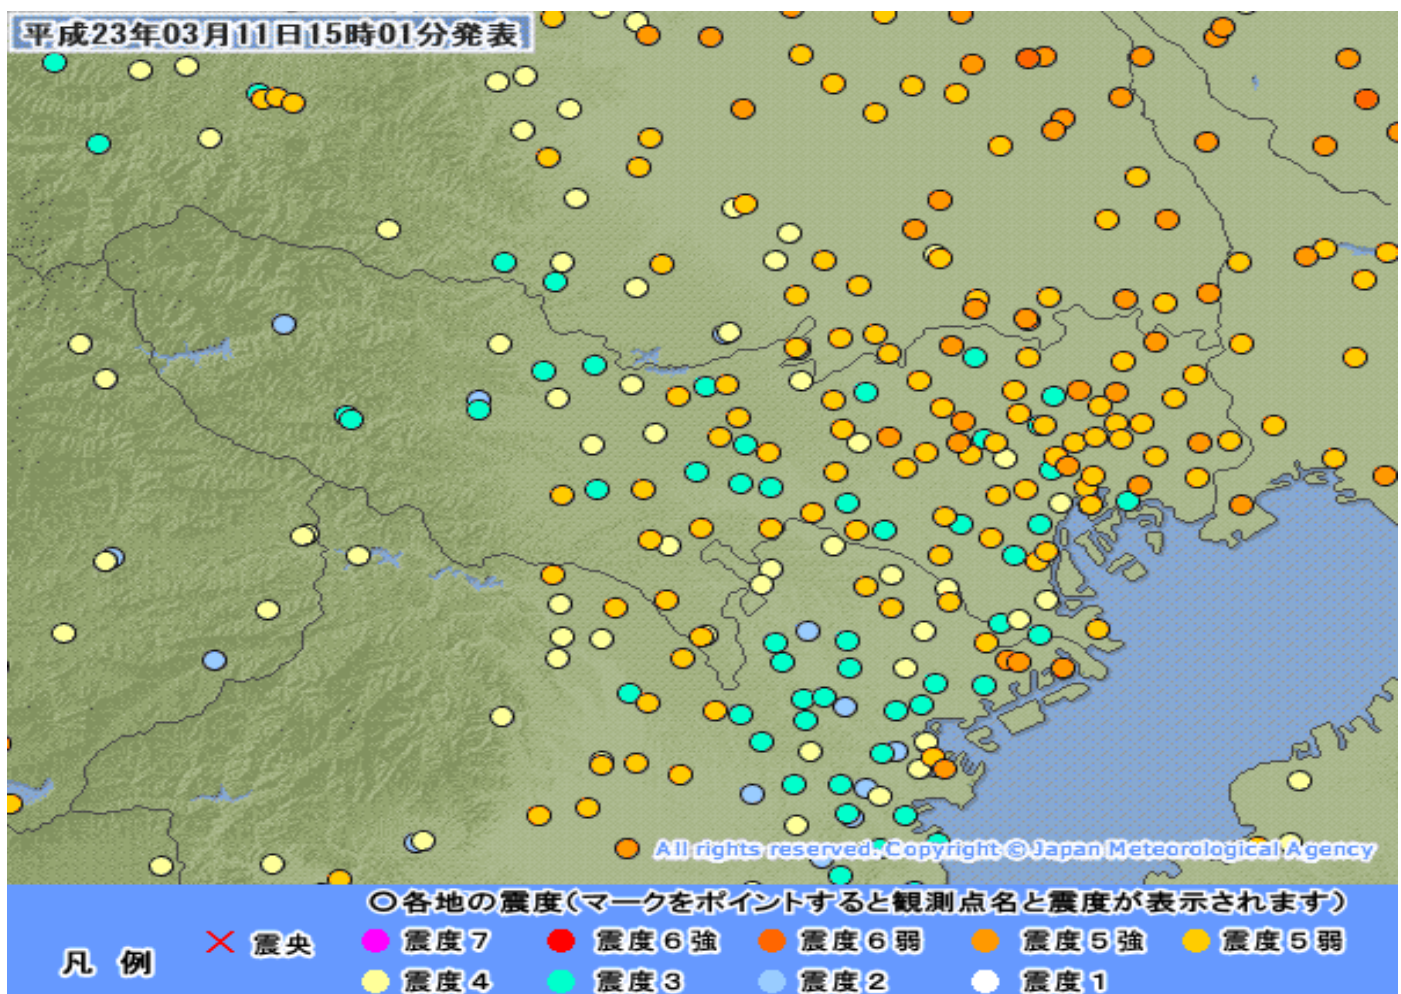 平成23年03月11日15時01分発表
All rights reserved. Copyright © Japan Meteorological Agency
○各地の震度(マークをポイントすると観測点名と震度が表示されます)
凡 例
震央 震度7 震度6強 震度6弱 震度5強 震度5弱
震度4 震度3 震度2 震度1